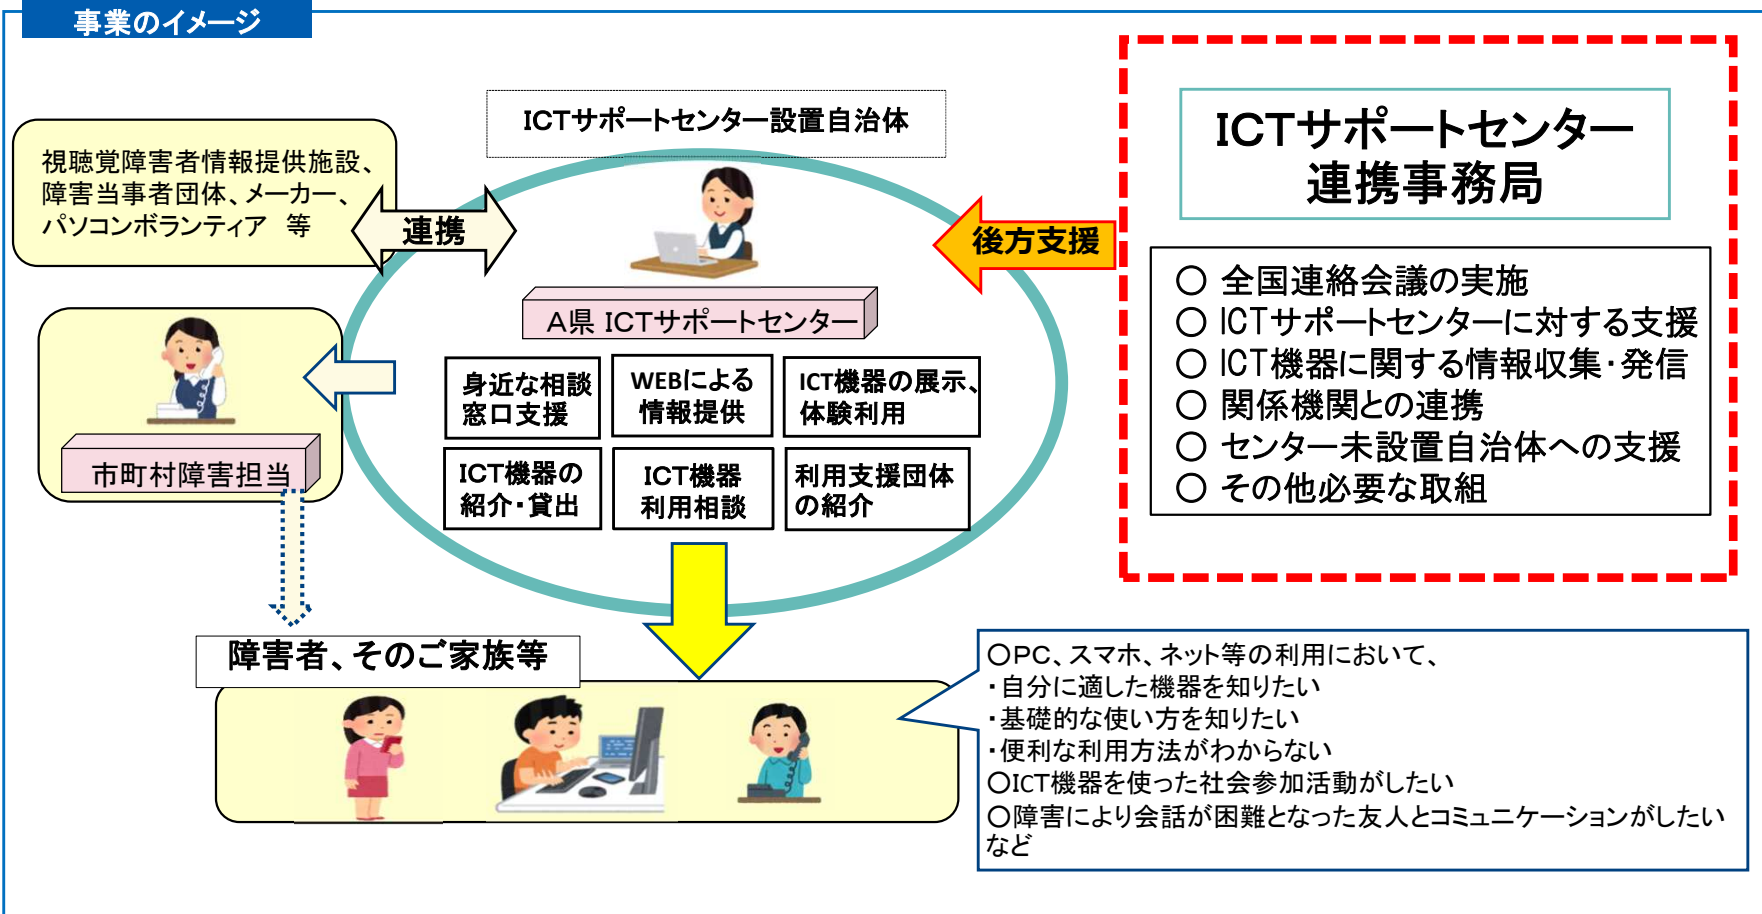 事業のイメージ
ICTサポートセンター設置自治体
視聴覚障害者情報提供施設、
障害当事者団体、メーカー、
パソコンボランティア 等
連携
後方支援
ICTサポートセンター
連携事務局
○ 全国連絡会議の実施
○ ICTサポートセンターに対する支援
○ ICT機器に関する情報収集・発信
○ 関係機関との連携
○ センター未設置自治体への支援
○ その他必要な取組
A県 ICTサポートセンター
身近な相談
窓口支援
WEBによる
情報提供
ICT機器の展示、
体験利用
ICT機器の
紹介・貸出
ICT機器
利用相談
利用支援団体
の紹介
市町村障害担当
障害者、そのご家族等
○PC、スマホ、ネット等の利用において、
・自分に適した機器を知りたい
・基礎的な使い方を知りたい
・便利な利用方法がわからない
○ICT機器を使った社会参加活動がしたい
○障害により会話が困難となった友人とコミュニケーションがしたい
など